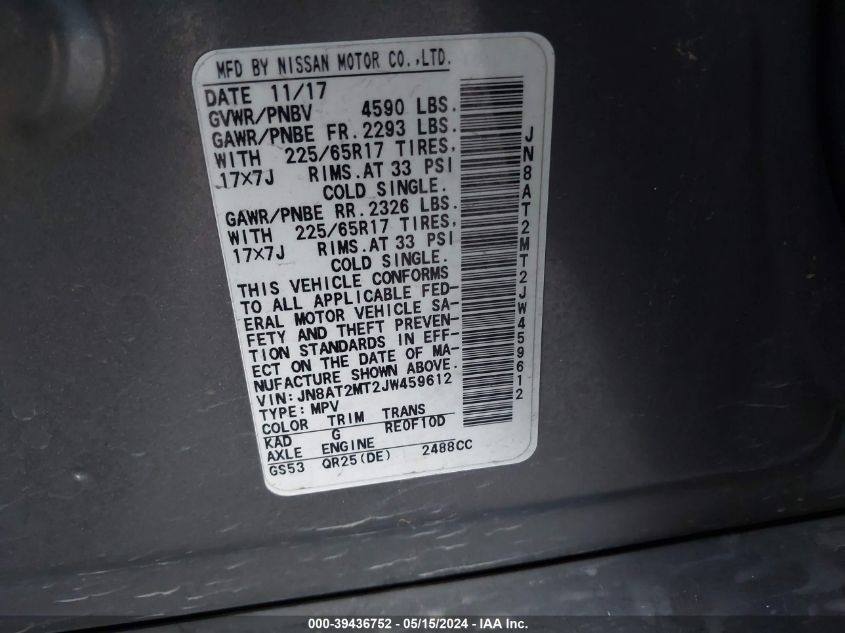 MFD BY NISSAN MOTOR CO.,LTD.
DATE 11/17
GVWR/PNBV 4590 LBS.
GAWR/PNBE FR. 2293 LBS.
WITH 225/65R17 TIRES,
17X7J RIMS.AT 33 PSI
COLD SINGLE.
GAWR/PNBE RR. 2326 LBS.
WITH 225/65R17 TIRES,
17X7J RIMS.AT 33 PSI
COLD SINGLE.
THIS VEHICLE CONFORMS
TO ALL APPLICABLE FED-
ERAL MOTOR VEHICLE SA-
FETY AND THEFT PREVEN-
TION STANDARDS IN EFF-
ECT ON THE DATE OF MA-
NUFACTURE SHOWN ABOVE.
VIN: JN8AT2MT2JW459612
TYPE: MPV
COLOR TRIM TRANS
KAD G RE0F10D
AXLE ENGINE
GS53 QR25(DE) 2488CC
JN8AT2MT2JW459612
000-39436752 - 05/15/2024 - IAA Inc.